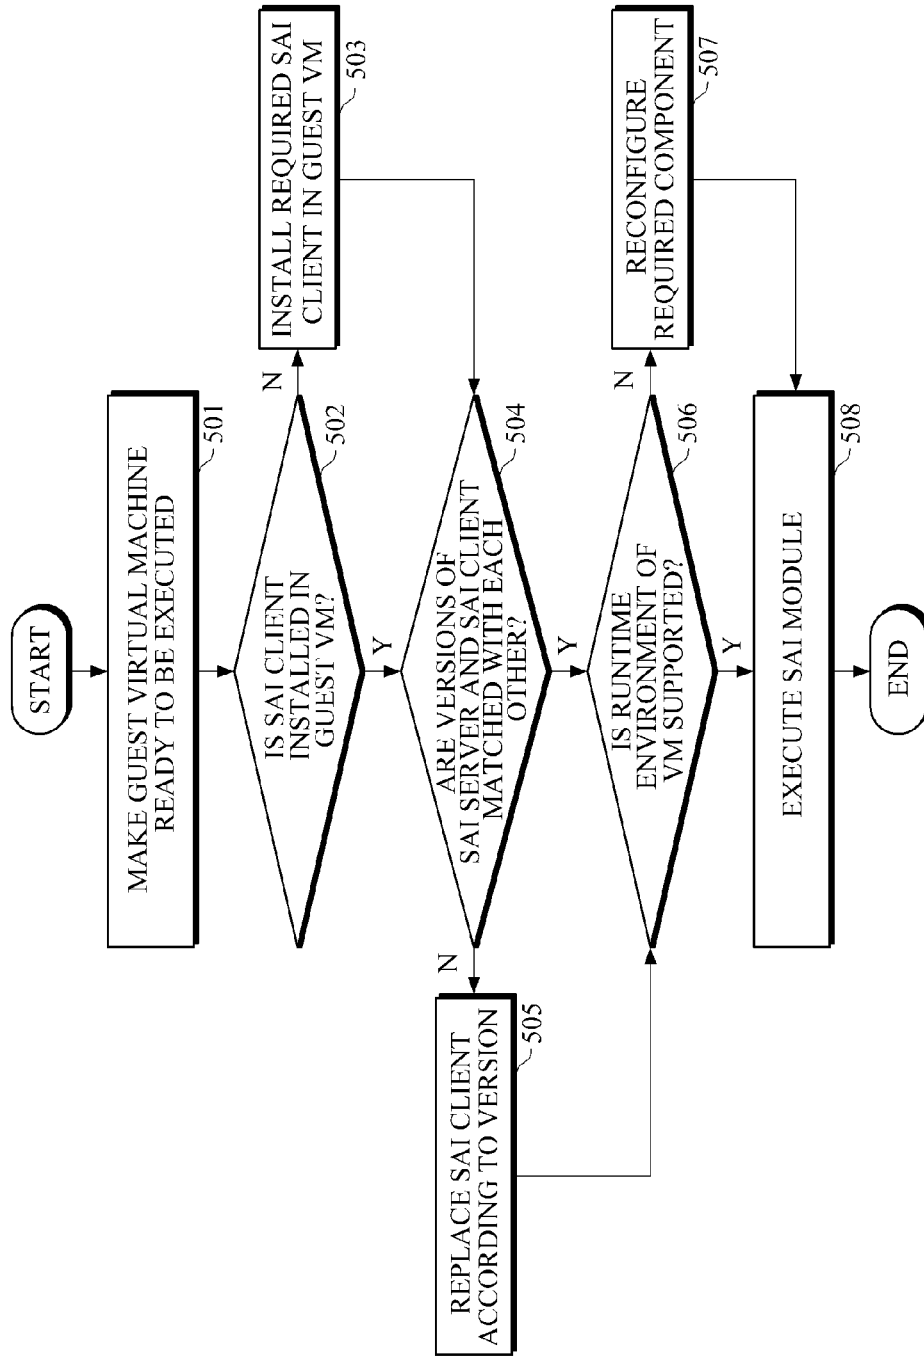 START
MAKE GUEST VIRTUAL MACHINE
READY TO BE EXECUTED
501
IS SAI CLIENT
INSTALLED IN
GUEST VM?
502
N
Y
INSTALL REQUIRED SAI
CLIENT IN GUEST VM
503
ARE VERSIONS OF
SAI SERVER AND SAI CLIENT
MATCHED WITH EACH
OTHER?
504
N
Y
REPLACE SAI CLIENT
ACCORDING TO VERSION
505
IS RUNTIME
ENVIRONMENT OF
VM SUPPORTED?
506
N
Y
RECONFIGURE
REQUIRED COMPONENT
507
EXECUTE SAI MODULE
508
END